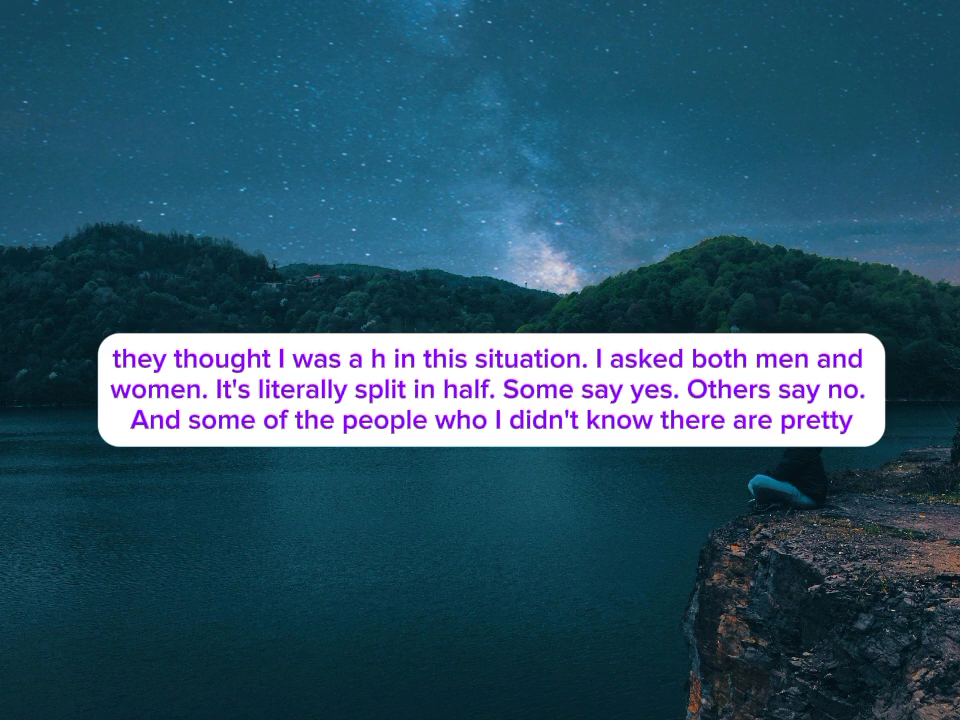 they thought I was a h in this situation. I asked both men and
women. It's literally split in half. Some say yes. Others say no.
And some of the people who I didn't know there are pretty